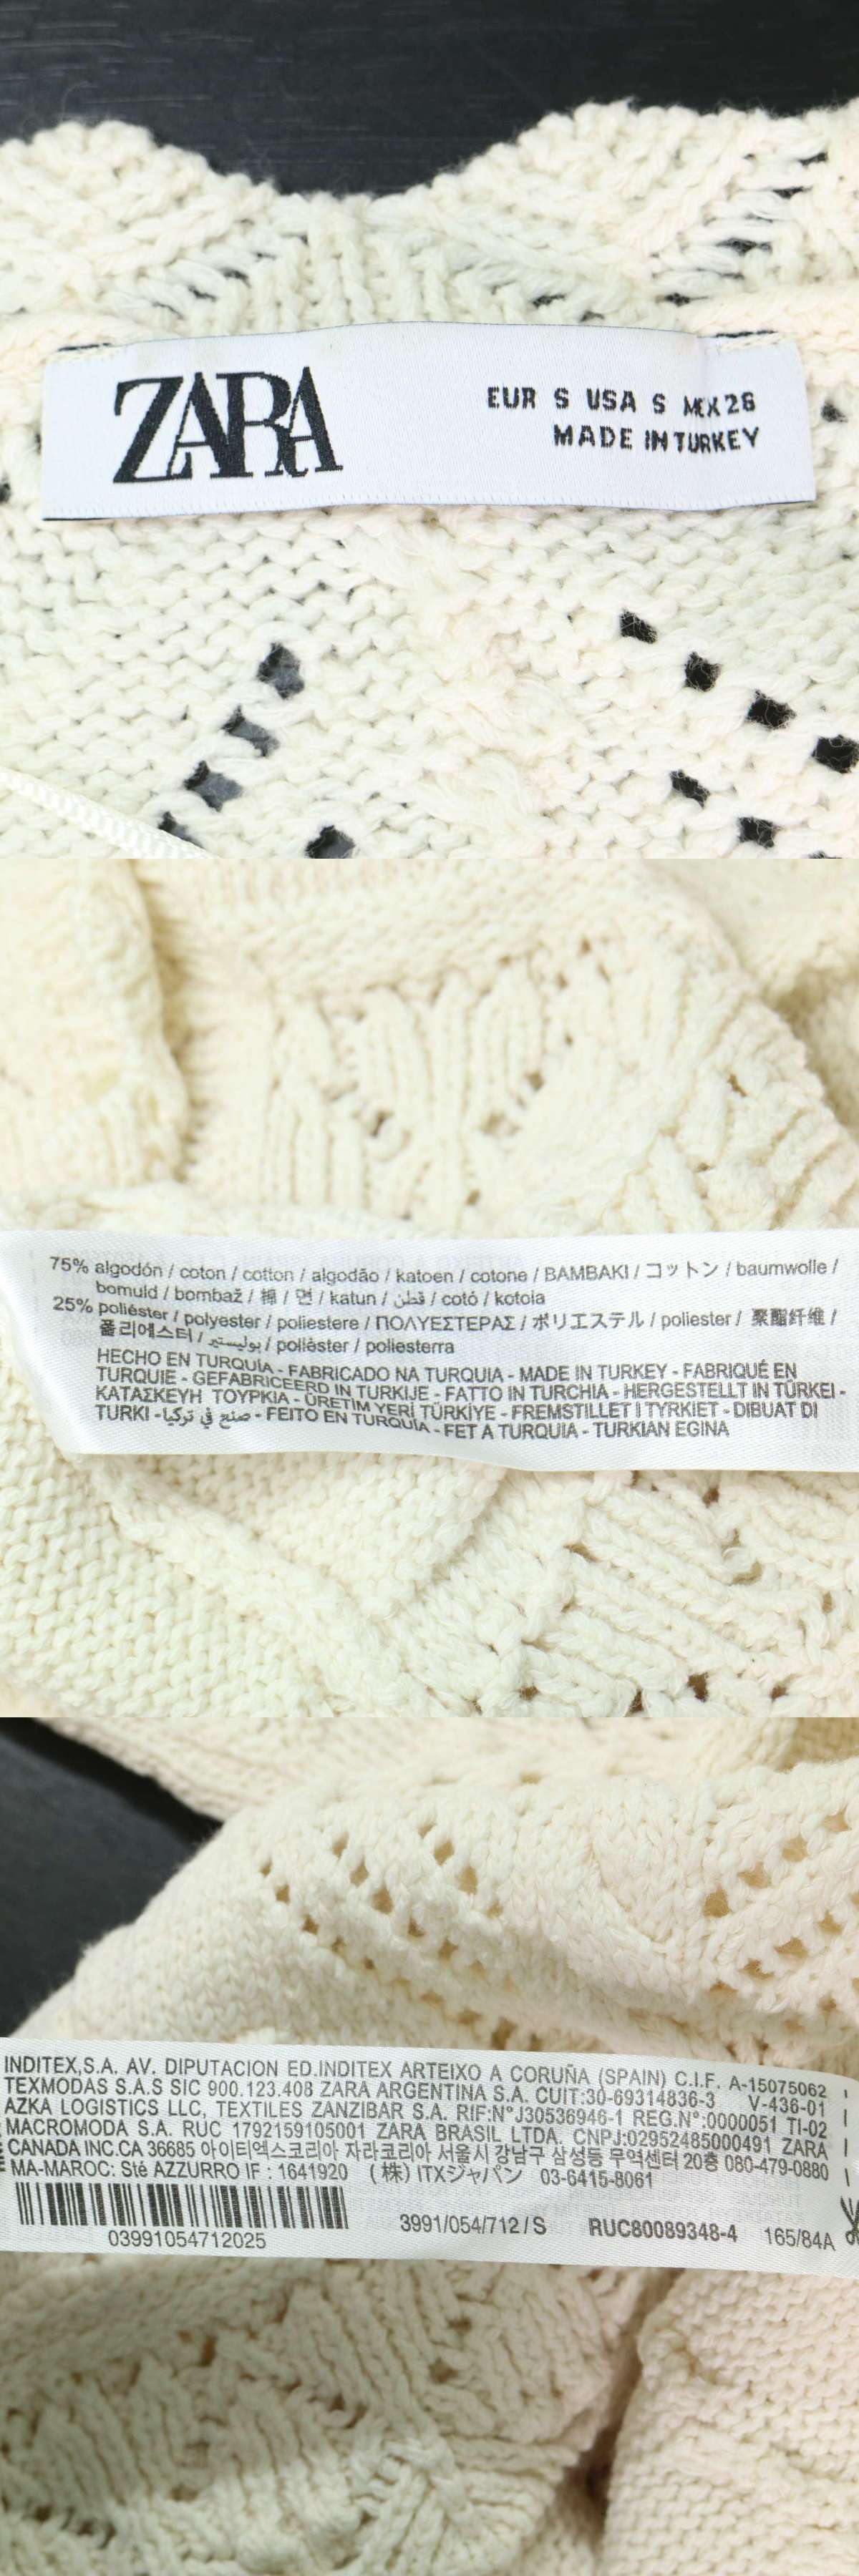 ZARA
EUR S USA S MEX 26
MADE IN TURKEY
75% algodón / coton / cotton / algodão / katoen / cotone / BAMBAKI / コットン / baumwolle /
bomuld / bombaž / 棉 / 면 / katun / قطن / cotó / kotoia
25% poliéster / polyester / poliestere / ΠΟΛΥΕΣΤΕΡΑΣ / ポリエステル / poliester / 聚酯纤维 /
폴리에스터 / بوليستير / polièster / poliesterra
HECHO EN TURQUÍA - FABRICADO NA TURQUIA - MADE IN TURKEY - FABRIQUÉ EN
TURQUIE - GEFABRICEERD IN TURKIJE - FATTO IN TURCHIA - HERGESTELLT IN TÜRKEI -
ΚΑΤΑΣΚΕΥΗ ΤΟΥΡΚΙΑ - ÜRETİM YERİ TÜRKİYE - FREMSTILLET I TYRKIET - DIBUAT DI
TURKI - صنع في تركيا - FEITO EN TURQUÍA - FET A TURQUIA - TURKIAN EGINA
INDITEX,S.A. AV. DIPUTACION ED.INDITEX ARTEIXO A CORUÑA (SPAIN) C.I.F. A-15075062
TEXMODAS S.A.S SIC 900.123.408 ZARA ARGENTINA S.A. CUIT:30-69314836-3 V-436-01
AZKA LOGISTICS LLC, TEXTILES ZANZIBAR S.A. RIF:N°J30536946-1 REG.N°:0000051 TI-02
MACROMODA S.A. RUC 1792159105001 ZARA BRASIL LTDA. CNPJ:02952485000491 ZARA
CANADA INC.CA 36685 아이티엑스코리아 자라코리아 서울시 강남구 삼성동 무역센터 20층 080-479-0880
MA-MAROC: Sté AZZURRO IF : 1641920 (株) ITXジャパン 03-6415-8061
03991054712025
3991/054/712/S RUC80089348-4 165/84A